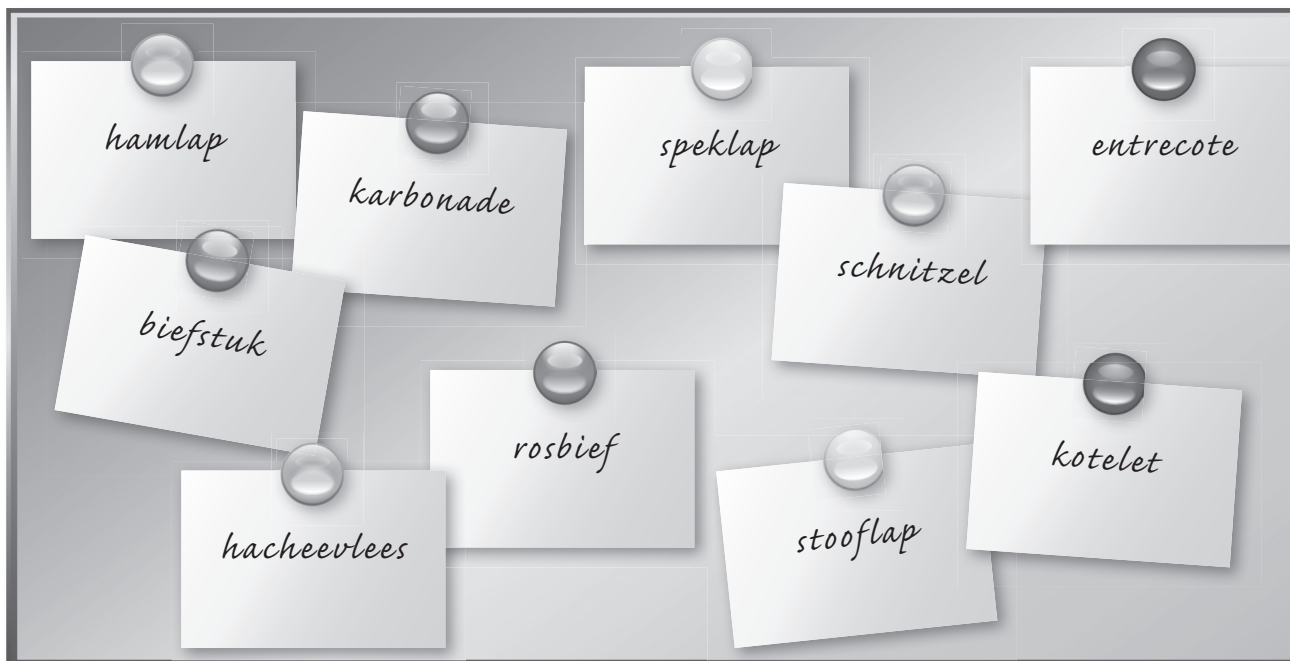 hamlap
karbonade
speklap
entrecote
schnitzel
biefstuk
rosbief
kotelet
hacheevlees
stooflap